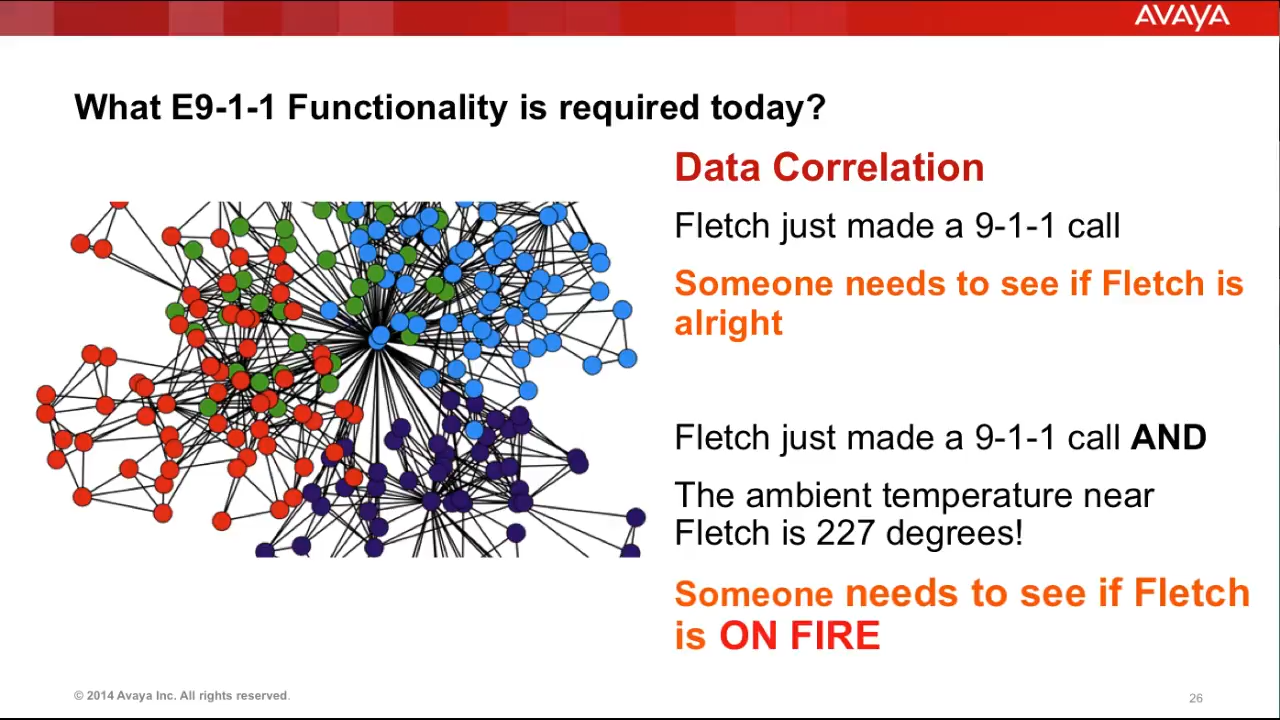 AVAYA
What E9-1-1 Functionality is required today?
Data Correlation
Fletch just made a 9-1-1 call
Someone needs to see if Fletch is
alright
Fletch just made a 9-1-1 call AND
The ambient temperature near
Fletch is 227 degrees!
Someone needs to see if Fletch
is ON FIRE
© 2014 Avaya Inc. All rights reserved.
26